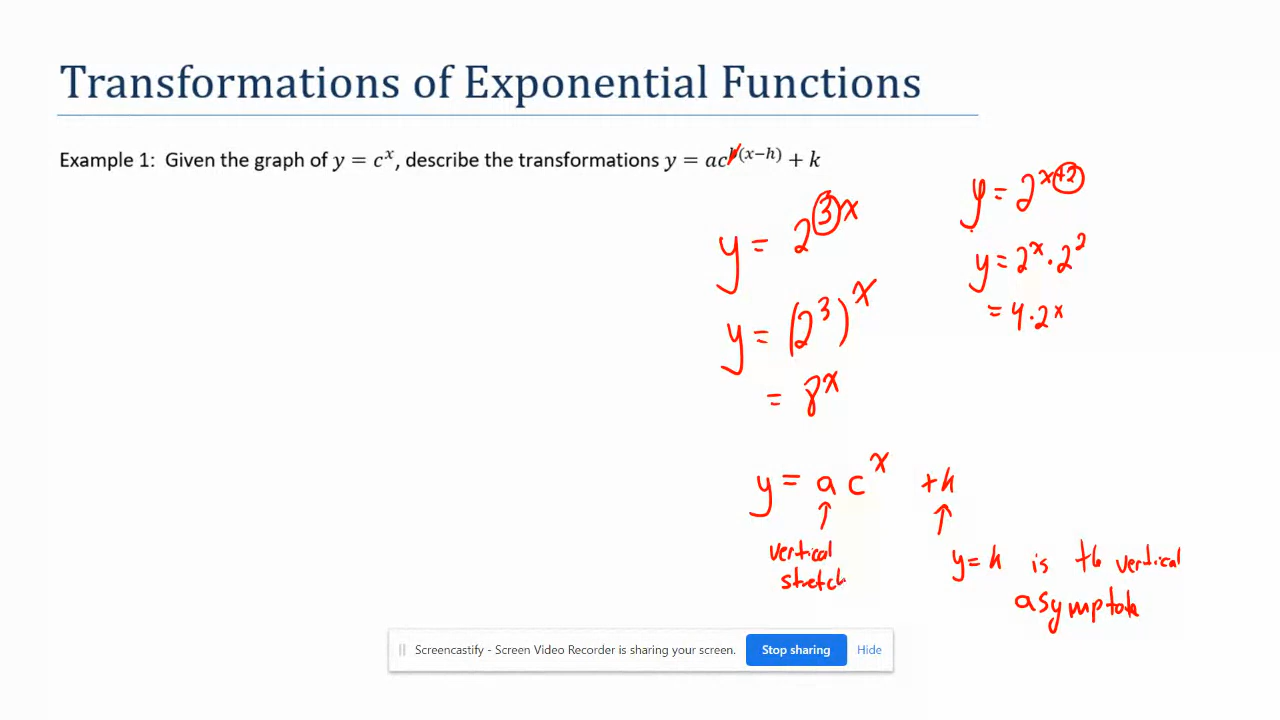 Transformations of Exponential Functions
Example 1: Given the graph of y = c^x, describe the transformations y = ac^b(x−h) + k
y = 2^3x
y = (2^3)^x
= 8^x
y = 2^x+2
y = 2^x · 2^2
= 4 · 2^x
y = a c^x + k
vertical
stretch
y = k is the vertical
asymptote
Screencastify - Screen Video Recorder is sharing your screen. Stop sharing Hide